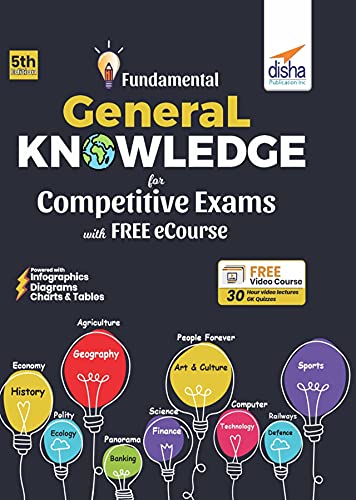 5th
Edition
disha
Publication Inc
Fundamental
GeneraL
KNOWLEDGE
for
Competitive Exams
with FREE eCourse
Powered with
Infographics
Diagrams
Charts & Tables
FREE
Video Course
30 Hour video lectures
GK Quizzes
Agriculture
Geography
People Forever
Art & Culture
Sports
Economy
History
Polity
Ecology
Panorama
Banking
Science
Finance
Computer
Technology
Railways
Defence